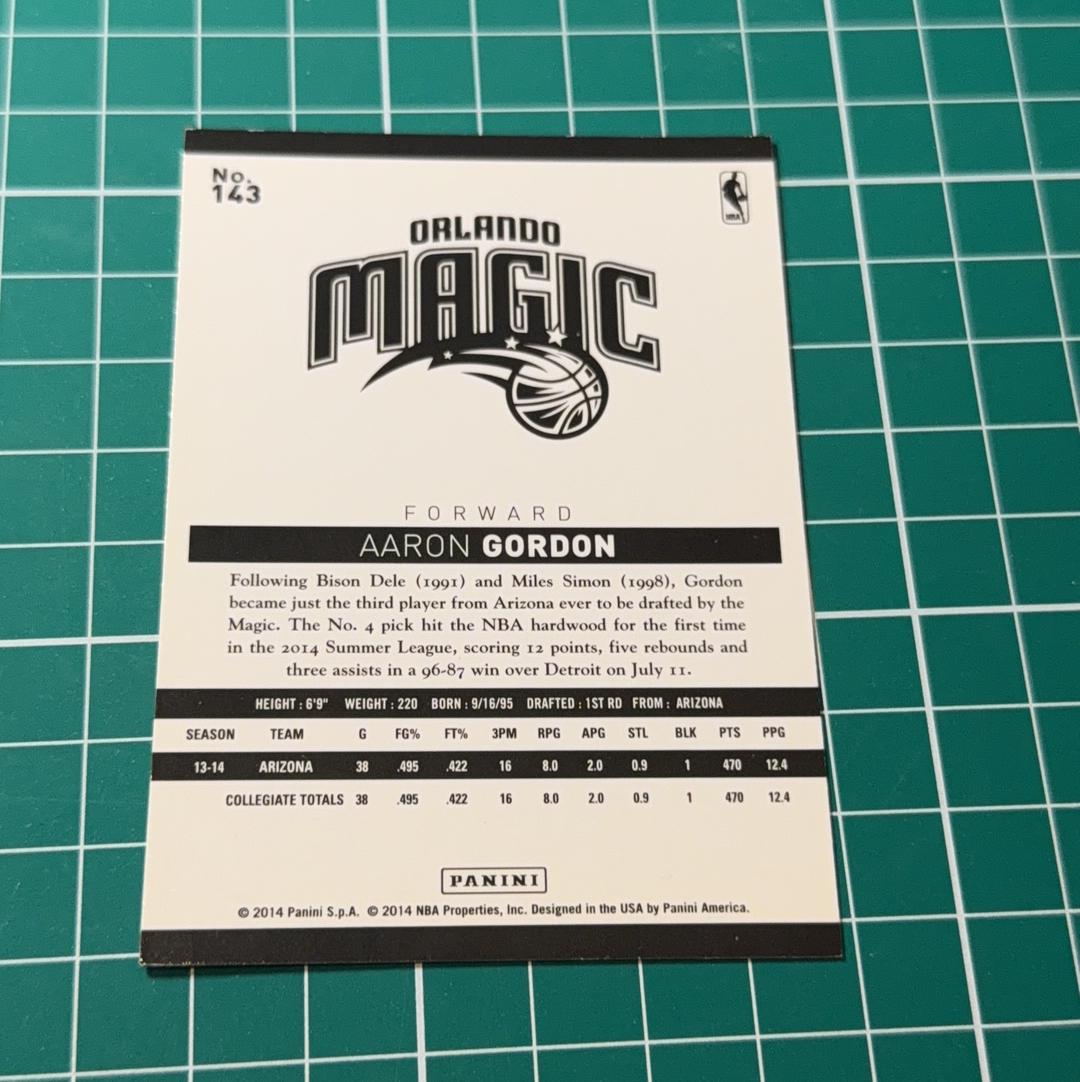 No.
143
NBA
ORLANDO
MAGIC
FORWARD
AARON GORDON
Following Bison Dele (1991) and Miles Simon (1998), Gordon
became just the third player from Arizona ever to be drafted by the
Magic. The No. 4 pick hit the NBA hardwood for the first time
in the 2014 Summer League, scoring 12 points, five rebounds and
three assists in a 96-87 win over Detroit on July 11.
HEIGHT : 6'9" WEIGHT : 220 BORN : 9/16/95 DRAFTED : 1ST RD FROM : ARIZONA
SEASON TEAM G FG% FT% 3PM RPG APG STL BLK PTS PPG
13-14 ARIZONA 38 .495 .422 16 8.0 2.0 0.9 1 470 12.4
COLLEGIATE TOTALS 38 .495 .422 16 8.0 2.0 0.9 1 470 12.4
PANINI
© 2014 Panini S.p.A. © 2014 NBA Properties, Inc. Designed in the USA by Panini America.